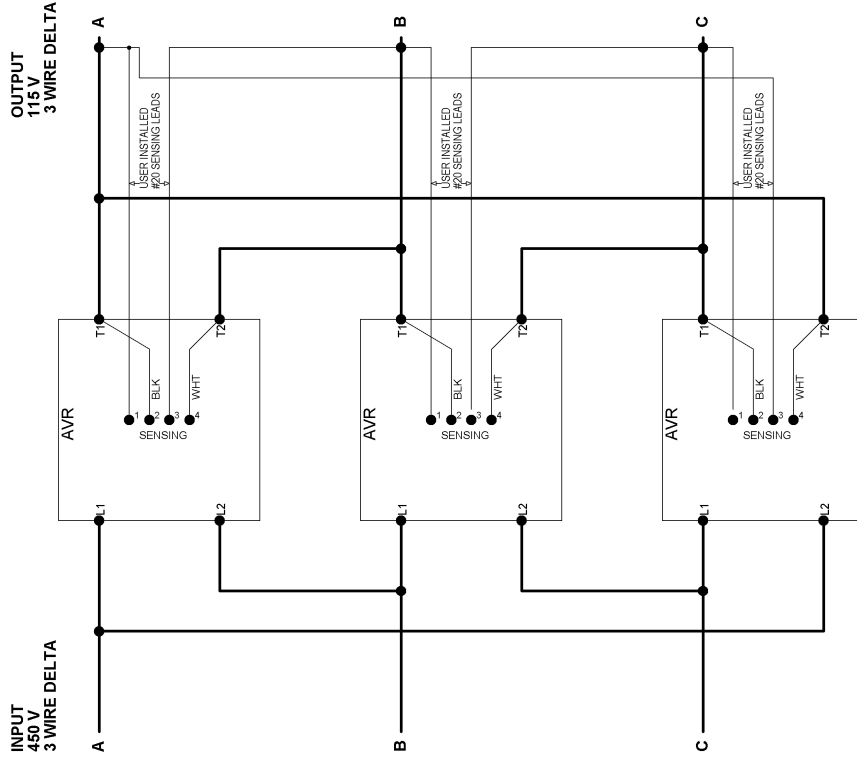 OUTPUT
115 V
3 WIRE DELTA
A
B
C
USER INSTALLED
#20 SENSING LEADS
USER INSTALLED
#20 SENSING LEADS
USER INSTALLED
#20 SENSING LEADS
T1
T2
T1
T2
T1
T2
BLK
WHT
BLK
WHT
BLK
WHT
AVR
1
2
3
4
SENSING
AVR
1
2
3
4
SENSING
AVR
1
2
3
4
SENSING
L1
L2
L1
L2
L1
L2
INPUT
450 V
3 WIRE DELTA
A
B
C